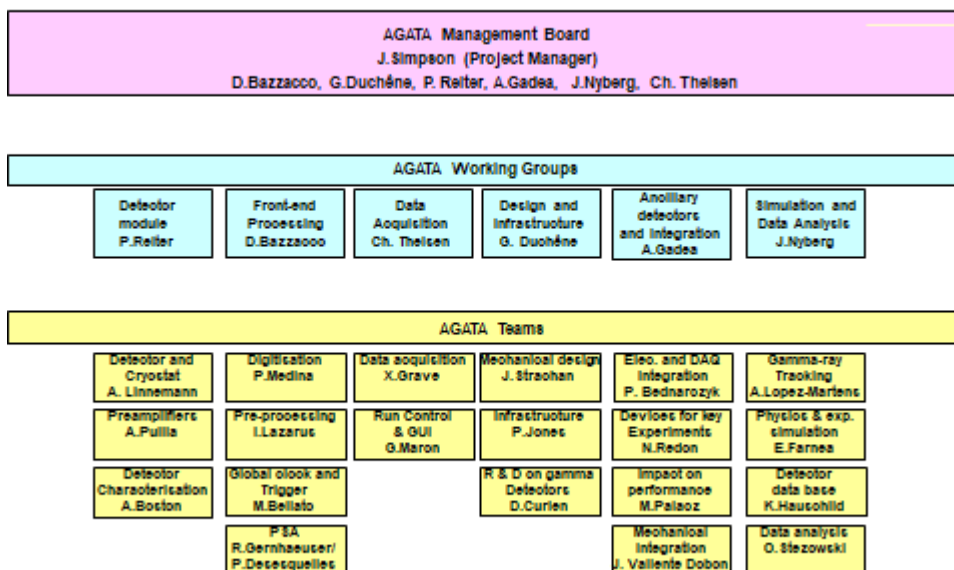 AGATA Management Board
J.Simpson (Project Manager)
D.Bazzacco, G.Duchêne, P. Reiter, A.Gadea, J.Nyberg, Ch. Theisen
AGATA Working Groups
Detector
module
P.Reiter
Front-end
Processing
D.Bazzacco
Data
Acquisition
Ch. Theisen
Design and
Infrastructure
G. Duchêne
Ancillary
detectors
and Integration
A.Gadea
Simulation and
Data Analysis
J.Nyberg
AGATA Teams
Detector and
Cryostat
A. Linnemann
Digitisation
P.Medina
Data acquisition
X.Grave
Mechanical design
J.Strachan
Elec. and DAQ
Integration
P. Bednarczyk
Gamma-ray
Tracking
A.Lopez-Martens
Preamplifiers
A.Pullia
Pre-processing
I.Lazarus
Run Control
& GUI
G.Maron
Infrastructure
P.Jones
Devices for key
Experiments
N.Redon
Physics & exp.
simulation
E.Farnea
Detector
Characterisation
A.Boston
Global clock and
Trigger
M.Bellato
R & D on gamma
Detectors
D.Curien
Impact on
performance
M.Palacz
Detector
data base
K.Hauschild
PSA
R.Gernhaeuser/
P.Desesquelles
Mechanical
Integration
J. Valiente Dobon
Data analysis
O.Stezowski